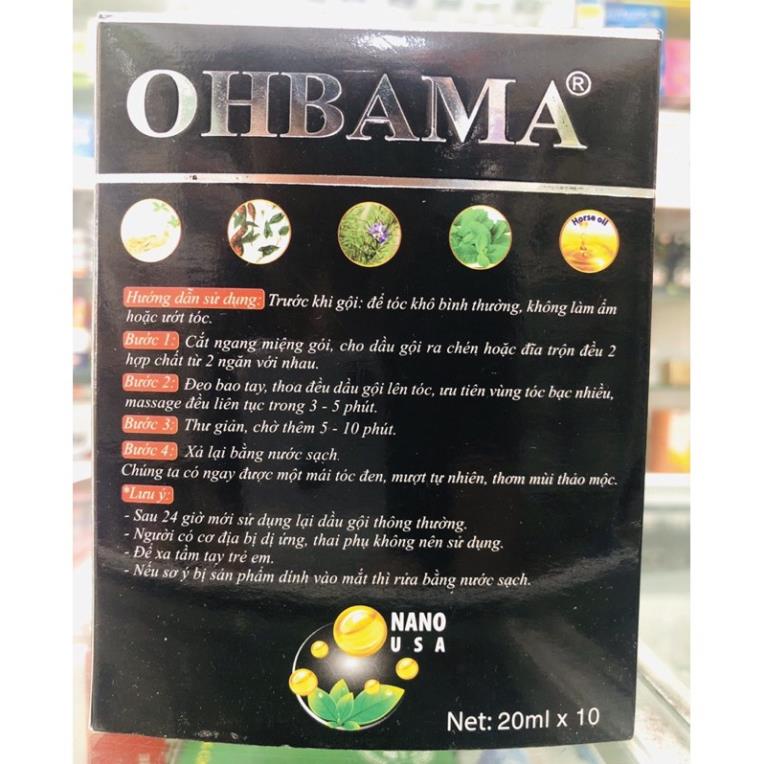 OHBAMA®
Horse oil
Hướng dẫn sử dụng: Trước khi gội: để tóc khô bình thường, không làm ẩm
hoặc ướt tóc.
Bước 1: Cắt ngang miệng gói, cho dầu gội ra chén hoặc đĩa trộn đều 2
hợp chất từ 2 ngăn với nhau.
Bước 2: Đeo bao tay, thoa đều dầu gội lên tóc, ưu tiên vùng tóc bạc nhiều,
massage đều liên tục trong 3 - 5 phút.
Bước 3: Thư giản, chờ thêm 5 - 10 phút.
Bước 4: Xả lại bằng nước sạch.
Chúng ta có ngay được một mái tóc đen, mượt tự nhiên, thơm mùi thảo mộc.
*Lưu ý:
- Sau 24 giờ mới sử dụng lại dầu gội thông thường.
- Người có cơ địa bị dị ứng, thai phụ không nên sử dụng.
- Để xa tầm tay trẻ em.
- Nếu sơ ý bị sản phẩm dính vào mắt thì rửa bằng nước sạch.
NANO
USA
Net: 20ml x 10